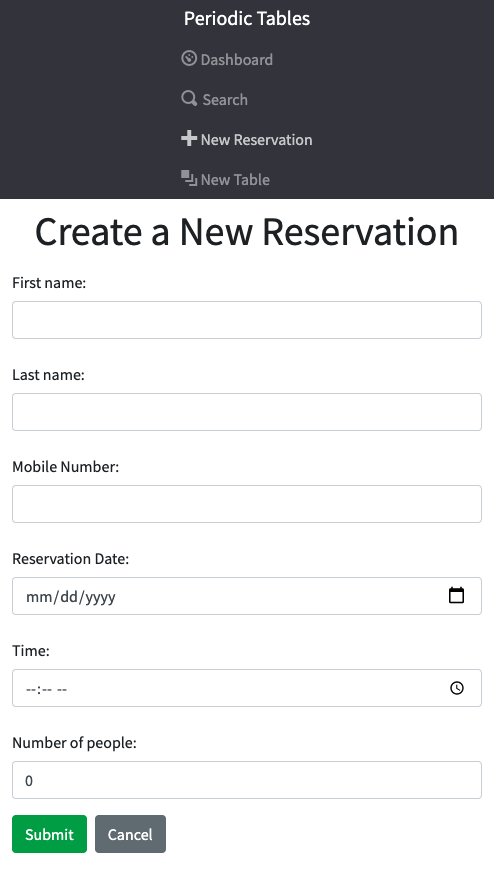 Periodic Tables
Dashboard
Search
New Reservation
New Table
Create a New Reservation
First name:
Last name:
Mobile Number:
Reservation Date:
mm/dd/yyyy
Time:
--:-- --
Number of people:
0
Submit Cancel